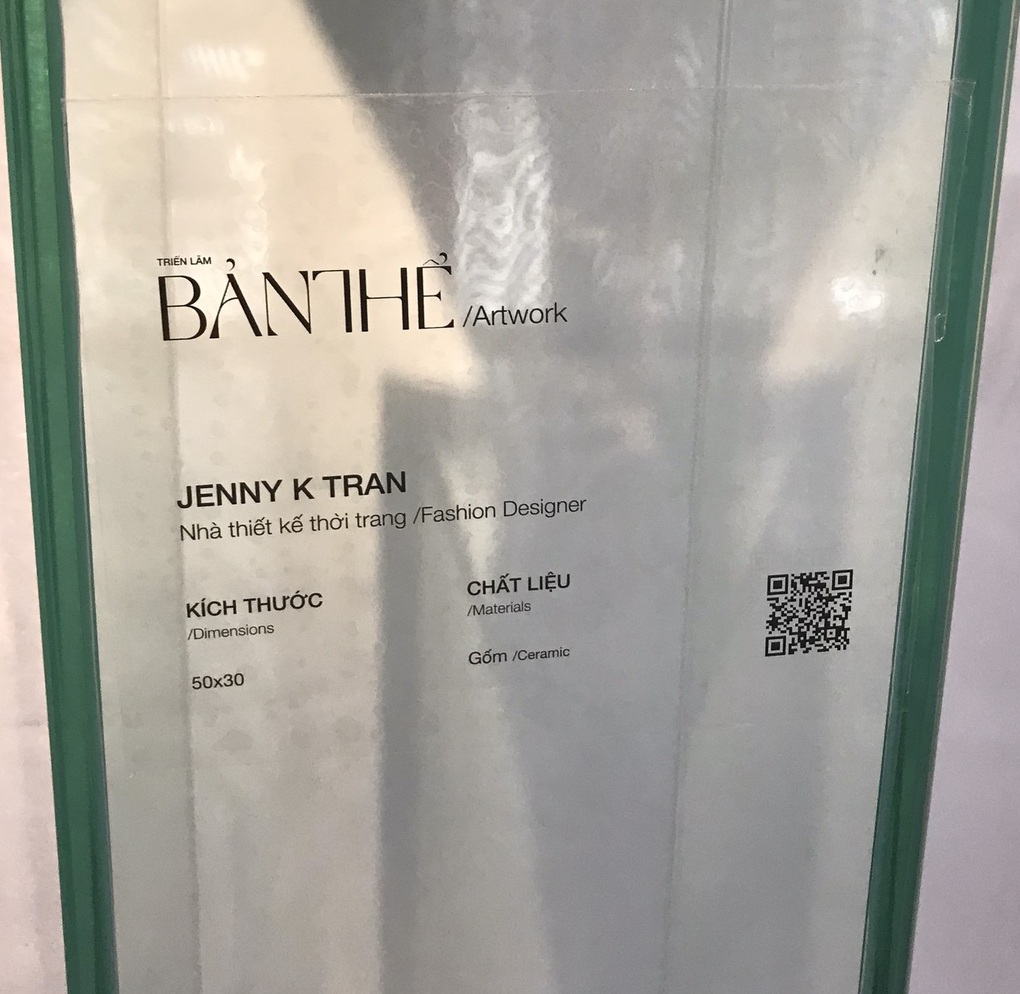 TRIỂN LÃM
BẢN THỂ /Artwork
JENNY K TRAN
Nhà thiết kế thời trang /Fashion Designer
KÍCH THƯỚC
/Dimensions
50x30
CHẤT LIỆU
/Materials
Gốm /Ceramic